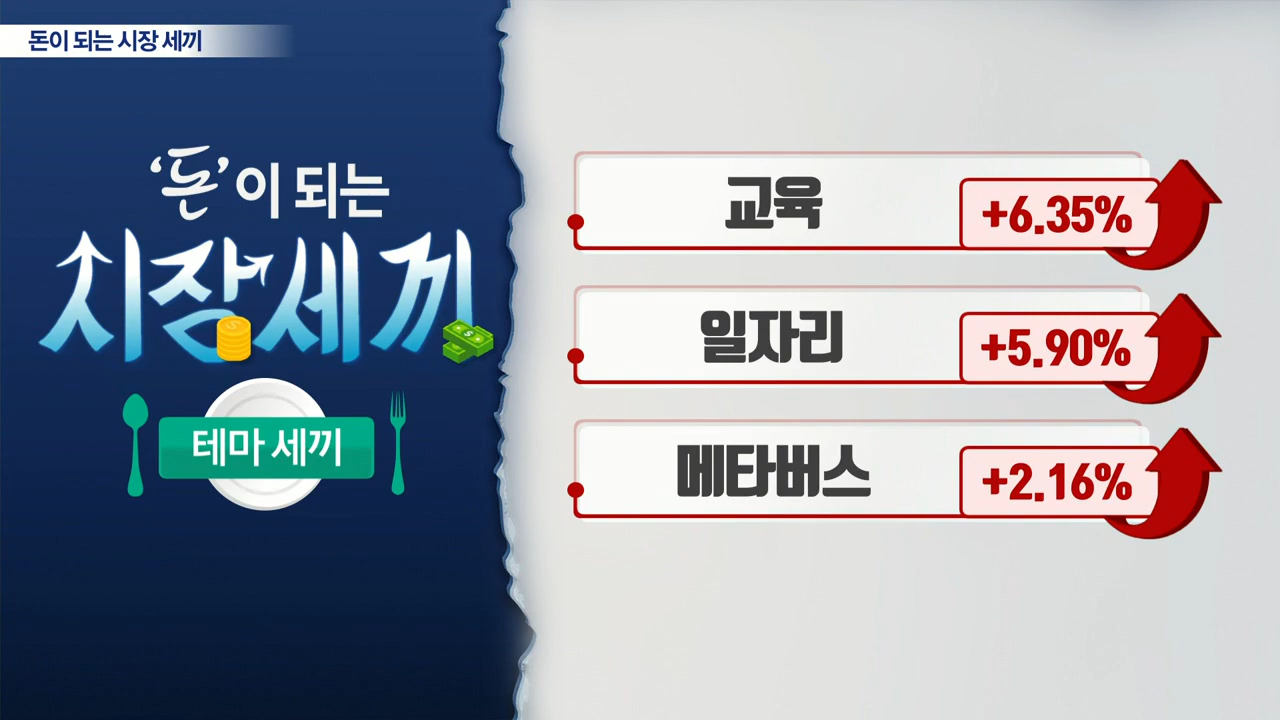 돈이 되는 시장 세끼
‘돈’이 되는
시장세끼
테마 세끼
교육
+6.35%
일자리
+5.90%
메타버스
+2.16%